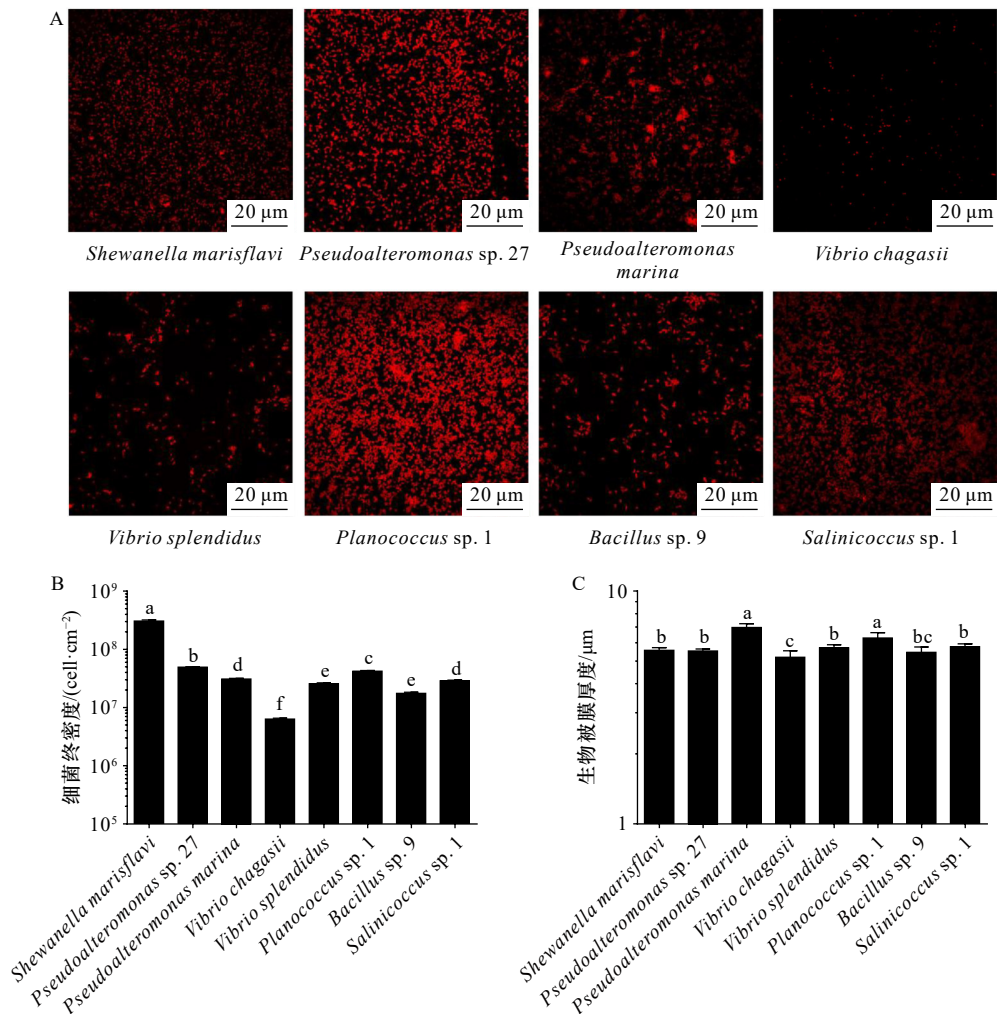 A
20 μm
20 μm
20 μm
20 μm
Shewanella marisflavi
Pseudoalteromonas sp. 27
Pseudoalteromonas
marina
Vibrio chagasii
20 μm
20 μm
20 μm
20 μm
Vibrio splendidus
Planococcus sp. 1
Bacillus sp. 9
Salinicoccus sp. 1
B
细菌终密度/(cell·cm⁻²)
10⁹
10⁸
10⁷
10⁶
10⁵
a
b
d
f
e
c
e
d
Shewanella marisflavi
Pseudoalteromonas sp. 27
Pseudoalteromonas marina
Vibrio chagasii
Vibrio splendidus
Planococcus sp. 1
Bacillus sp. 9
Salinicoccus sp. 1
C
生物被膜厚度/μm
10
1
b
b
a
c
b
a
bc
b
Shewanella marisflavi
Pseudoalteromonas sp. 27
Pseudoalteromonas marina
Vibrio chagasii
Vibrio splendidus
Planococcus sp. 1
Bacillus sp. 9
Salinicoccus sp. 1